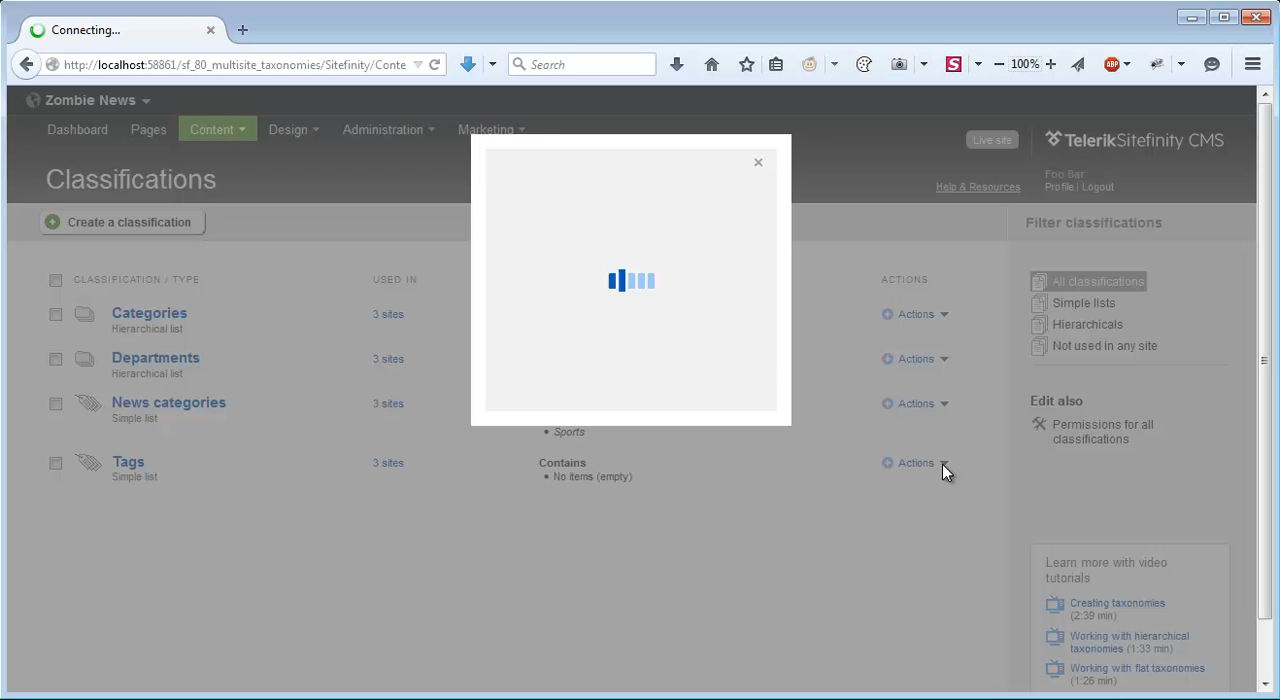 Connecting...
http://localhost:58861/sf_80_multisite_taxonomies/Sitefinity/Conte
Search
S
100%
ABP
Zombie News
Dashboard
Pages
Content
Design
Administration
Marketing
Live site
Telerik Sitefinity CMS
Classifications
Foo Bar
Help & Resources
Profile | Logout
Create a classification
Filter classifications
CLASSIFICATION / TYPE
USED IN
ACTIONS
All classifications
Simple lists
Hierarchicals
Not used in any site
Categories
Hierarchical list
3 sites
Actions
Departments
Hierarchical list
3 sites
Actions
News categories
Simple list
3 sites
Actions
• Sports
Edit also
Permissions for all
classifications
Tags
Simple list
3 sites
Contains
• No items (empty)
Actions
Learn more with video
tutorials
Creating taxonomies
(2:39 min)
Working with hierarchical
taxonomies (1:33 min)
Working with flat taxonomies
(1:26 min)